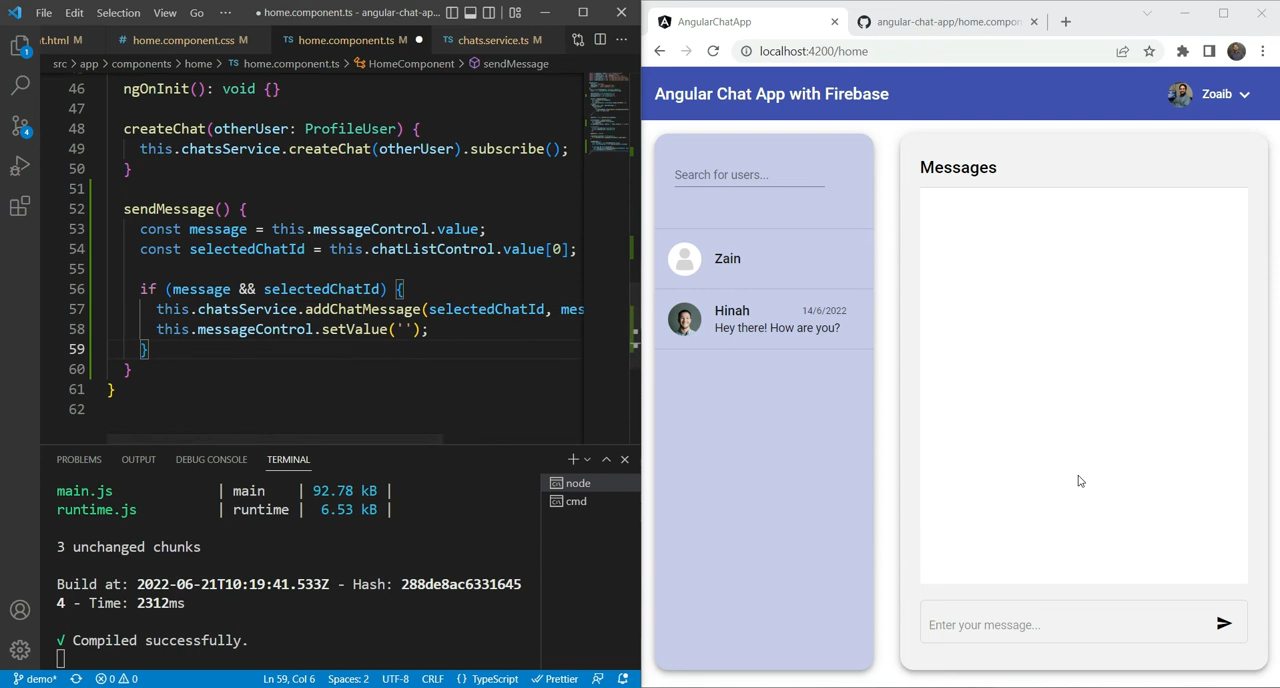 File Edit Selection View Go ··· ● home.component.ts - angular-chat-ap...
t.html M # home.component.css M TS home.component.ts M ● TS chats.service.ts M ···
src > app > components > home > TS home.component.ts > HomeComponent > sendMessage
46 ngOnInit(): void {}
47
48 createChat(otherUser: ProfileUser) {
49 this.chatsService.createChat(otherUser).subscribe();
50 }
51
52 sendMessage() {
53 const message = this.messageControl.value;
54 const selectedChatId = this.chatListControl.value[0];
55
56 if (message && selectedChatId) {
57 this.chatsService.addChatMessage(selectedChatId, mes
58 this.messageControl.setValue('');
59 }
60 }
61 }
62
1
4
PROBLEMS OUTPUT DEBUG CONSOLE TERMINAL
node
cmd
main.js | main | 92.78 kB |
runtime.js | runtime | 6.53 kB |
3 unchanged chunks
Build at: 2022-06-21T10:19:41.533Z - Hash: 288de8ac6331645
4 - Time: 2312ms
√ Compiled successfully.
demo* 0 0 Ln 59, Col 6 Spaces: 2 UTF-8 CRLF {} TypeScript Prettier
AngularChatApp angular-chat-app/home.compon
localhost:4200/home
Angular Chat App with Firebase
Zoaib
Search for users...
Zain
Hinah 14/6/2022
Hey there! How are you?
Messages
Enter your message...